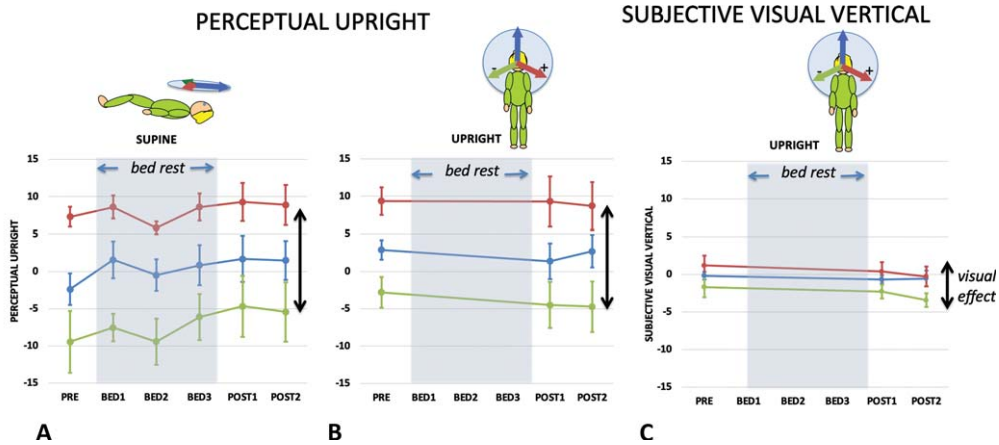 PERCEPTUAL UPRIGHT
SUBJECTIVE VISUAL VERTICAL
SUPINE
UPRIGHT
UPRIGHT
- +
- +
PERCEPTUAL UPRIGHT
15
10
5
0
-5
-10
-15
bed rest
PRE BED1 BED2 BED3 POST1 POST2
A
15
10
5
0
-5
-10
-15
bed rest
PRE BED1 BED2 BED3 POST1 POST2
B
SUBJECTIVE VISUAL VERTICAL
15
10
5
0
-5
-10
-15
bed rest
visual
effect
PRE BED1 BED2 BED3 POST1 POST2
C